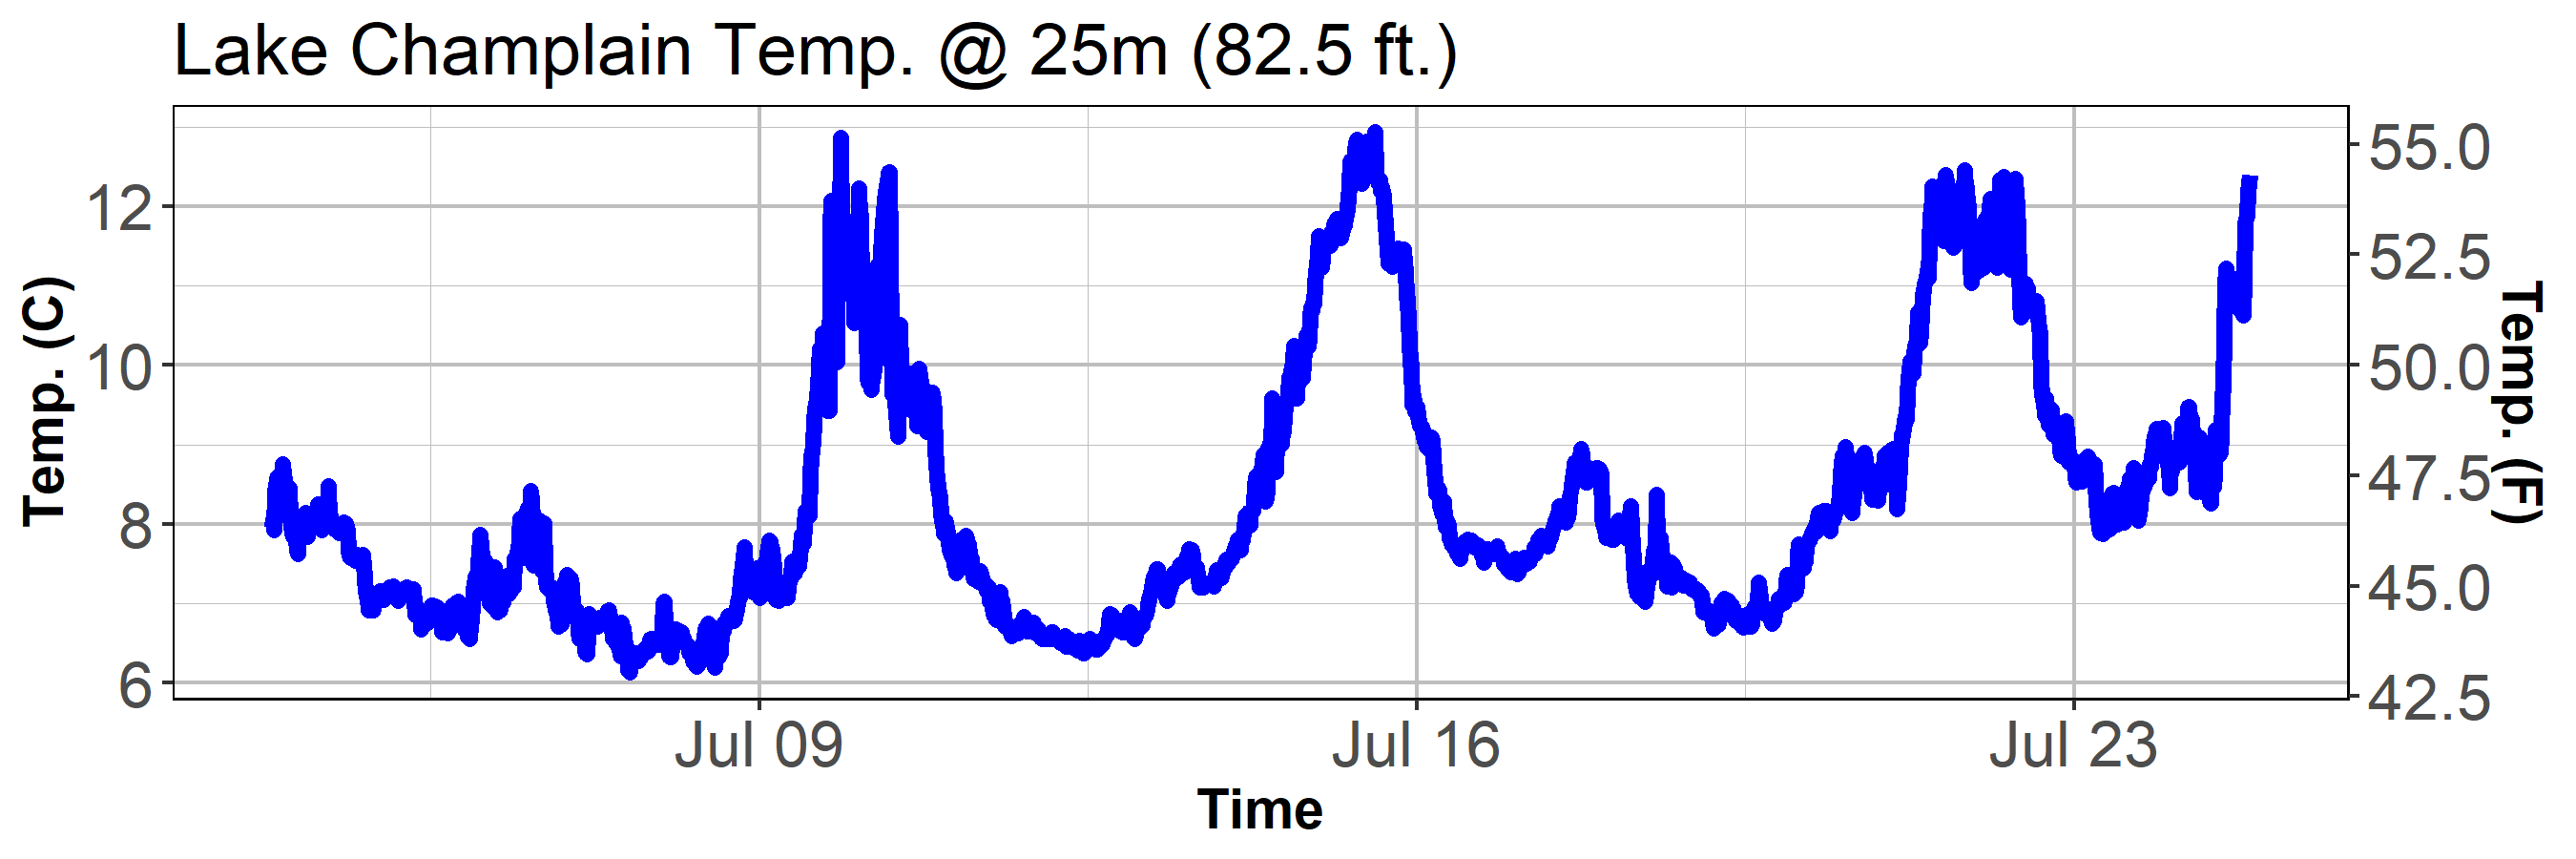 Lake Champlain Temp. @ 25m (82.5 ft.)
Temp. (C)
12
10
8
6
55.0
52.5
50.0
47.5
45.0
42.5
Temp. (F)
Jul 09 Jul 16 Jul 23
Time